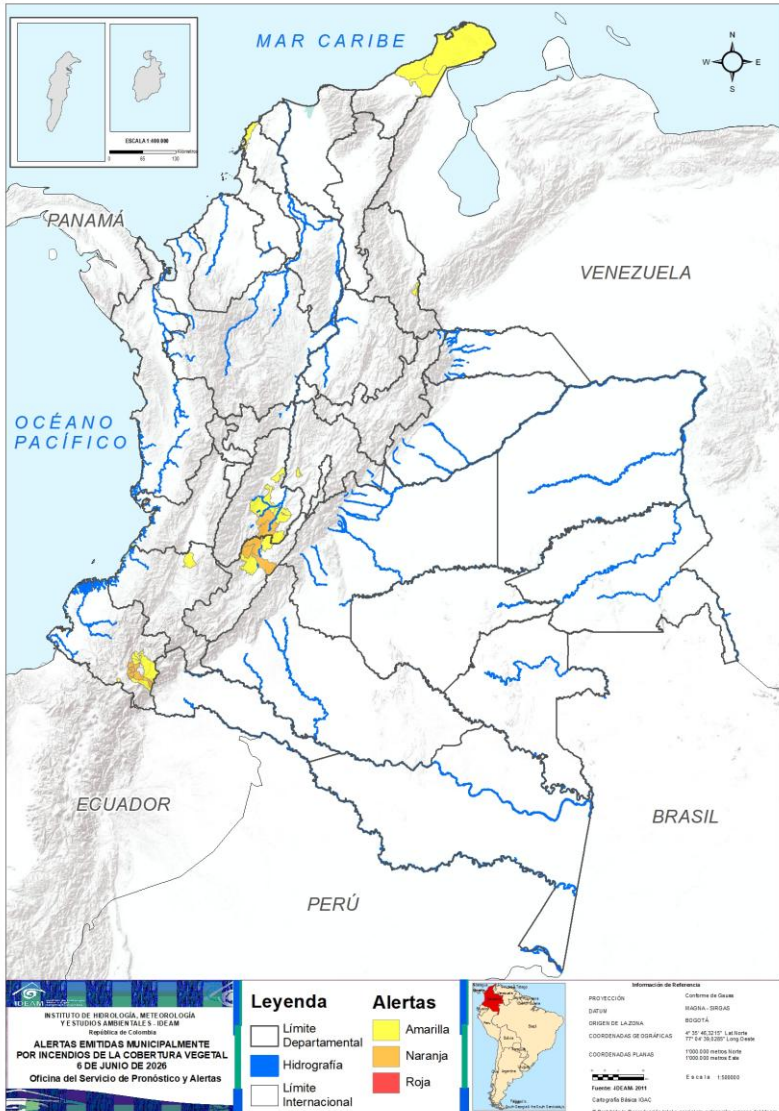 MAR CARIBE
N
W
E
S
ESCALA 1:400.000
PANAMÁ
VENEZUELA
OCÉANO
PACÍFICO
ECUADOR
BRASIL
PERÚ
IDEAM
INSTITUTO DE HIDROLOGÍA, METEOROLOGÍA
Y ESTUDIOS AMBIENTALES - IDEAM
República de Colombia
ALERTAS EMITIDAS MUNICIPALMENTE
POR INCENDIOS DE LA COBERTURA VEGETAL
6 DE JUNIO DE 2026
Oficina del Servicio de Pronóstico y Alertas
Leyenda
Límite
Departamental
Hidrografía
Límite
Internacional
Alertas
Amarilla
Naranja
Roja
Información de Referencia
PROYECCIÓN Conforme de Gauss
DATUM MAGNA - SIRGAS
ORIGEN DE LA ZONA BOGOTÁ
COORDENADAS GEOGRÁFICAS
COORDENADAS PLANAS 1'000.000 metros Norte
1'000.000 metros Este
Fuente: IDEAM- 2011
Cartografía Básica IGAC